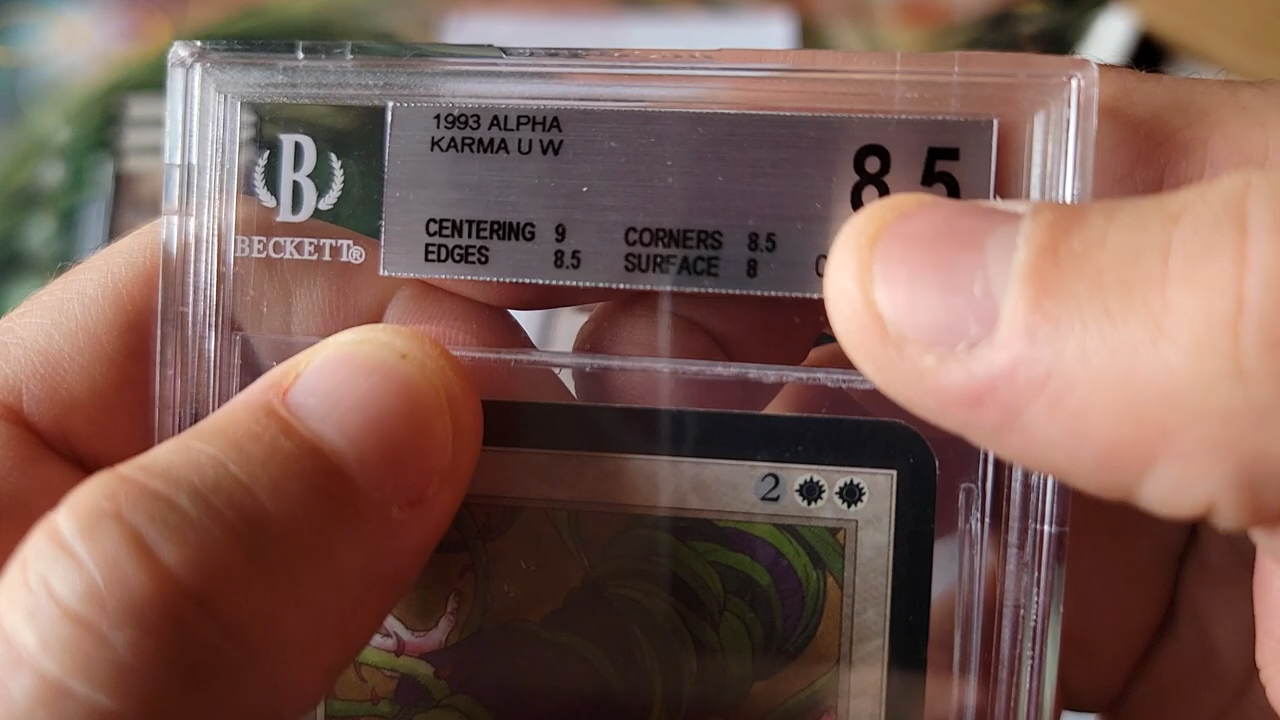 1993 ALPHA
KARMA U W
8.5
B
BECKETT®
CENTERING 9 CORNERS 8.5
EDGES 8.5 SURFACE 8
2